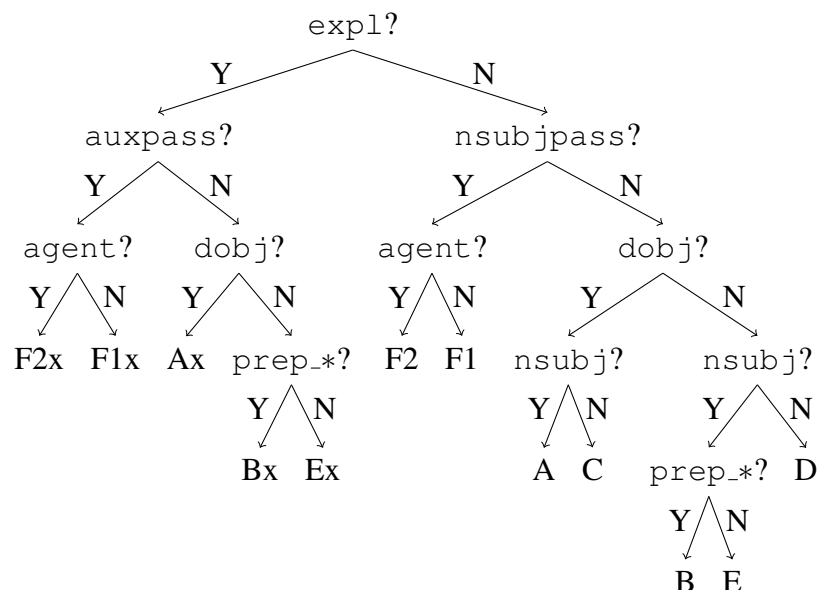 expl?
Y N
auxpass? nsubjpass?
Y N Y N
agent? dobj? agent? dobj?
Y N Y N Y N Y N
F2x F1x Ax prep_*? F2 F1 nsubj? nsubj?
Y N Y N Y N
Bx Ex A C prep_*? D
Y N
B E